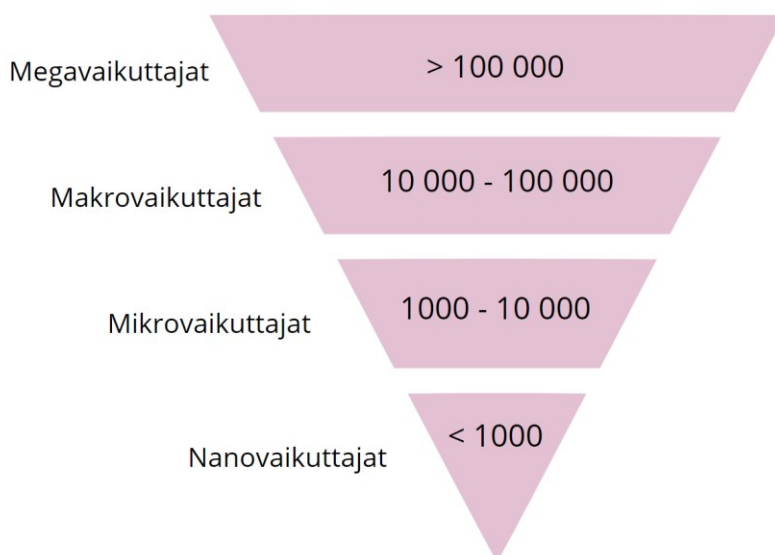 Megavaikuttajat
> 100 000
Makrovaikuttajat
10 000 - 100 000
Mikrovaikuttajat
1000 - 10 000
Nanovaikuttajat
< 1000